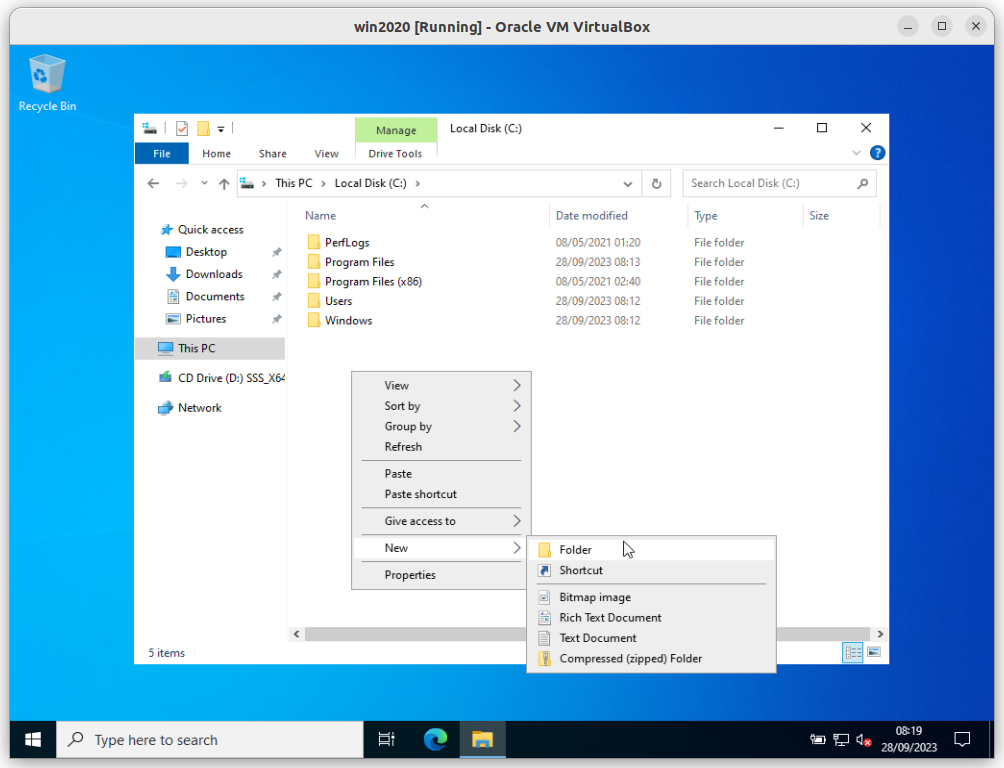 win2020 [Running] - Oracle VM VirtualBox
Recycle Bin
Manage
Local Disk (C:)
File
Home
Share
View
Drive Tools
?
This PC
Local Disk (C:)
Search Local Disk (C:)
Name
Date modified
Type
Size
Quick access
Desktop
Downloads
Documents
Pictures
This PC
CD Drive (D:) SSS_X64
Network
PerfLogs 08/05/2021 01:20 File folder
Program Files 28/09/2023 08:13 File folder
Program Files (x86) 08/05/2021 02:40 File folder
Users 28/09/2023 08:12 File folder
Windows 28/09/2023 08:12 File folder
View
Sort by
Group by
Refresh
Paste
Paste shortcut
Give access to
New
Properties
Folder
Shortcut
Bitmap image
Rich Text Document
Text Document
Compressed (zipped) Folder
5 items
Type here to search
08:19
28/09/2023